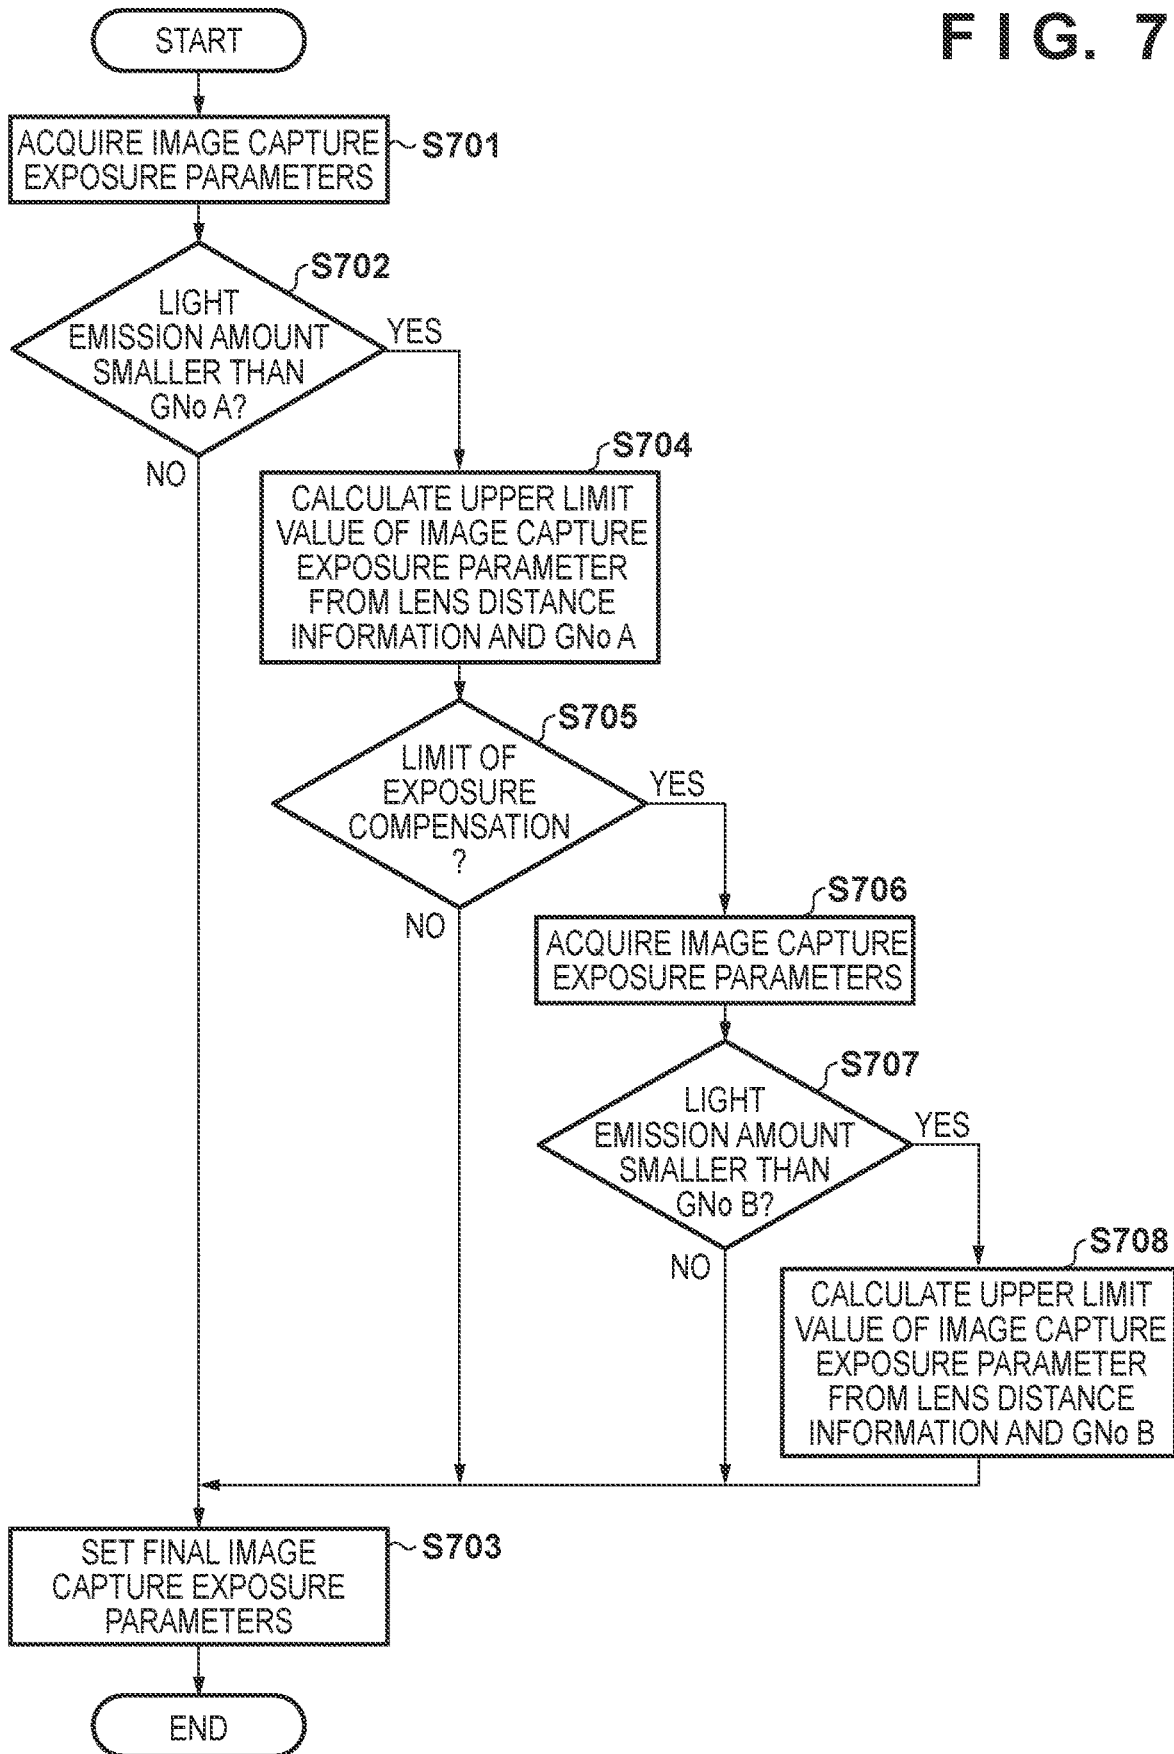 FIG. 7
START
ACQUIRE IMAGE CAPTURE
EXPOSURE PARAMETERS
S701
S702
LIGHT
EMISSION AMOUNT
SMALLER THAN
GNo A?
YES
NO
S704
CALCULATE UPPER LIMIT
VALUE OF IMAGE CAPTURE
EXPOSURE PARAMETER
FROM LENS DISTANCE
INFORMATION AND GNo A
S705
LIMIT OF
EXPOSURE
COMPENSATION
?
YES
NO
S706
ACQUIRE IMAGE CAPTURE
EXPOSURE PARAMETERS
S707
LIGHT
EMISSION AMOUNT
SMALLER THAN
GNo B?
YES
NO
S708
CALCULATE UPPER LIMIT
VALUE OF IMAGE CAPTURE
EXPOSURE PARAMETER
FROM LENS DISTANCE
INFORMATION AND GNo B
SET FINAL IMAGE
CAPTURE EXPOSURE
PARAMETERS
S703
END